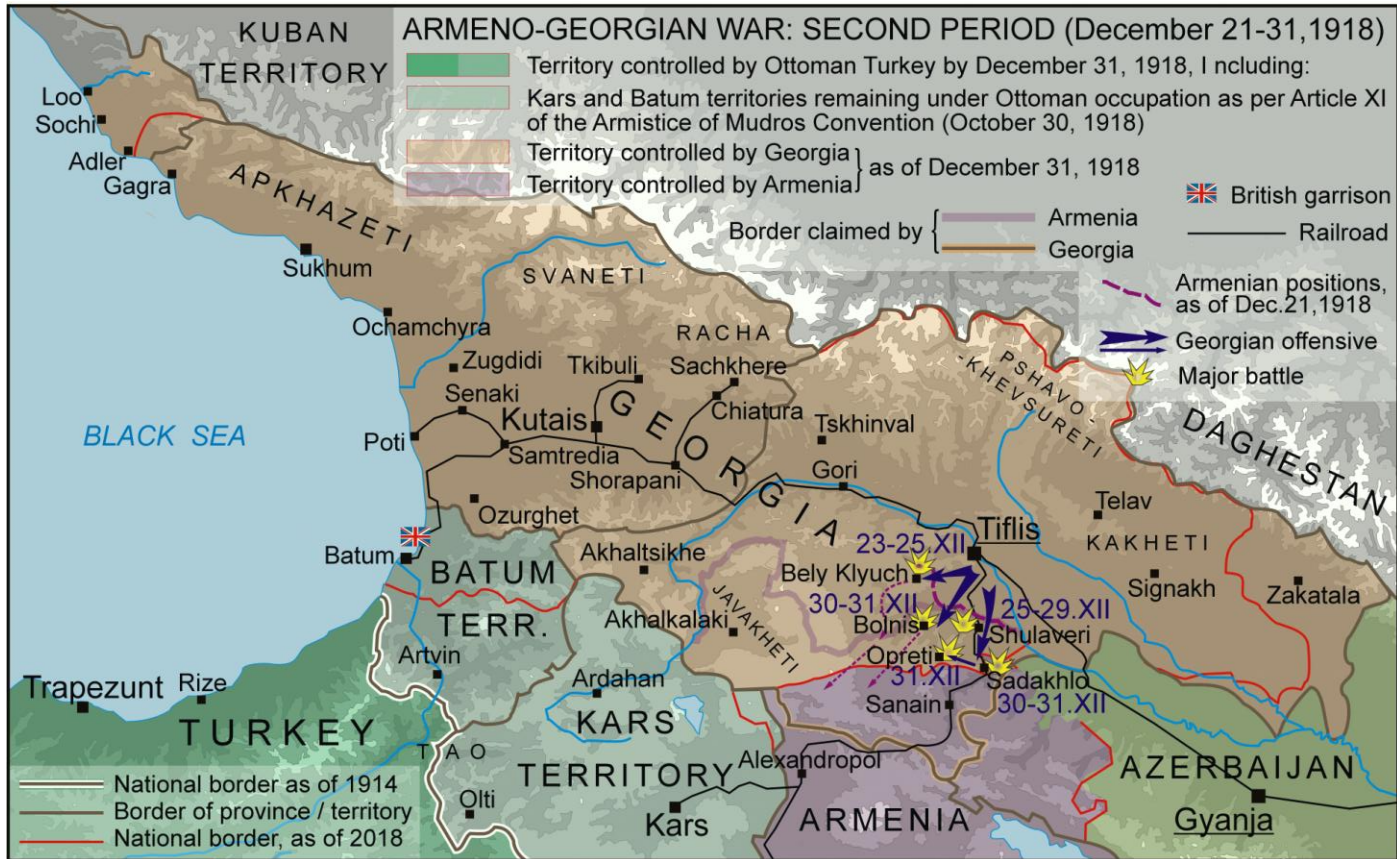 ARMENO-GEORGIAN WAR: SECOND PERIOD (December 21-31,1918)
Territory controlled by Ottoman Turkey by December 31, 1918, I ncluding:
Kars and Batum territories remaining under Ottoman occupation as per Article XI
of the Armistice of Mudros Convention (October 30, 1918)
Territory controlled by Georgia
Territory controlled by Armenia
as of December 31, 1918
British garrison
Border claimed by
Armenia
Georgia
Railroad
Armenian positions,
as of Dec.21,1918
Georgian offensive
Major battle
KUBAN
TERRITORY
Loo
Sochi
Adler
Gagra
APKHAZETI
Sukhum
SVANETI
Ochamchyra
RACHA
Zugdidi
Tkibuli
Sachkhere
Senaki
Chiatura
PSHAVO-
-KHEVSURETI
DAGHESTAN
BLACK SEA
Poti
Kutais
GEORGIA
Tskhinval
Samtredia
Shorapani
Gori
Telav
Ozurghet
Tiflis
KAKHETI
23-25.XII
Batum
Akhaltsikhe
Bely Klyuch
Signakh
Zakatala
BATUM
TERR.
JAVAKHETI
30-31.XII
25-29.XII
Akhalkalaki
Bolnis
Shulaveri
Artvin
Opreti
31.XII
Sadakhlo
30-31.XII
Trapezunt
Rize
Ardahan
Sanain
TURKEY
KARS
TERRITORY
TAO
Alexandropol
AZERBAIJAN
Olti
Kars
ARMENIA
Gyanja
National border as of 1914
Border of province / territory
National border, as of 2018